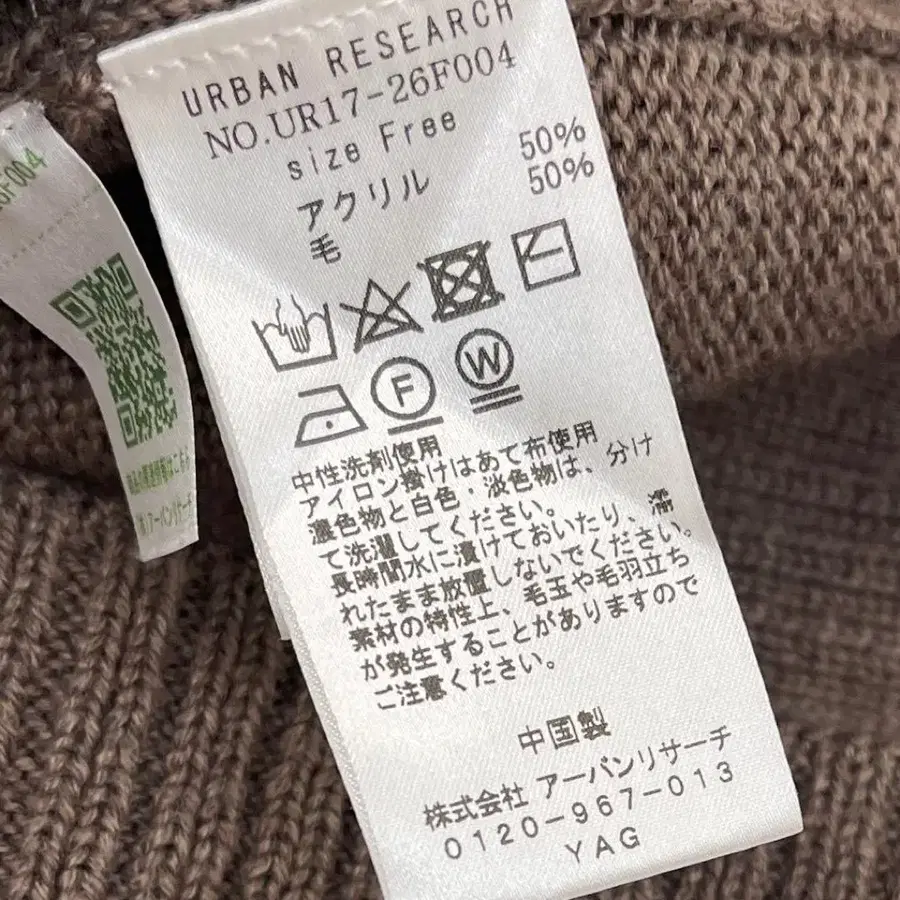 URBAN RESEARCH
NO.UR17-26F004
size Free
アクリル 50%
毛 50%
F
W
中性洗剤使用
アイロン掛けはあて布使用
濃色物と白色・淡色物は、分け
て洗濯してください。
長時間水に漬けておいたり、濡
れたまま放置しないでください。
素材の特性上、毛玉や毛羽立ち
が発生することがありますので
ご注意ください。
中国製
株式会社 アーバンリサーチ
0120-967-013
YAG
6F004